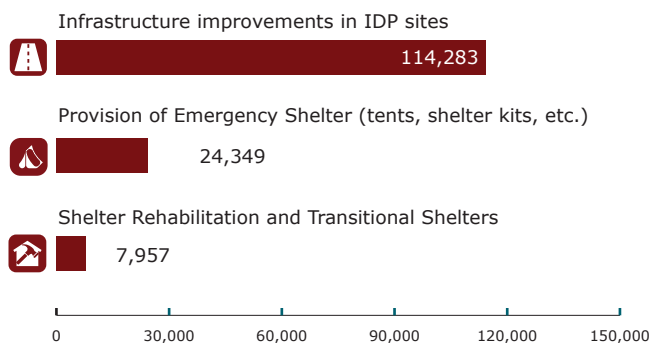 Infrastructure improvements in IDP sites
114,283
Provision of Emergency Shelter (tents, shelter kits, etc.)
24,349
Shelter Rehabilitation and Transitional Shelters
7,957
0 30,000 60,000 90,000 120,000 150,000